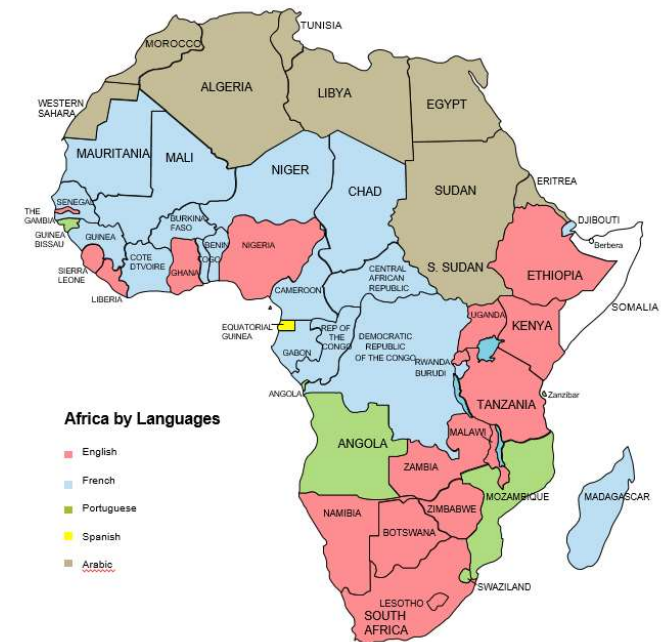 TUNISIA
MOROCCO
ALGERIA
LIBYA
EGYPT
WESTERN
SAHARA
MAURITANIA
MALI
NIGER
CHAD
SUDAN
ERITREA
SENEGAL
THE
GAMBIA
GUINEA
BISSAU
GUINEA
BURKINA
FASO
BENIN
TOGO
NIGERIA
DJIBOUTI
Berbera
SIERRA
LEONE
LIBERIA
COTE
D'TVOIRE
GHANA
CAMEROON
CENTRAL
AFRICAN
REPUBLIC
S. SUDAN
ETHIOPIA
SOMALIA
EQUATORIAL
GUINEA
GABON
REP OF
THE
CONGO
DEMOCRATIC
REPUBLIC
OF THE CONGO
UGANDA
KENYA
RWANDA
BURUDI
ANGOLA
TANZANIA
Zanzibar
ANGOLA
MALAWI
ZAMBIA
MOZAMBIQUE
MADAGASCAR
NAMIBIA
ZIMBABWE
BOTSWANA
SWAZILAND
LESOTHO
SOUTH
AFRICA
Africa by Languages
English
French
Portuguese
Spanish
Arabic